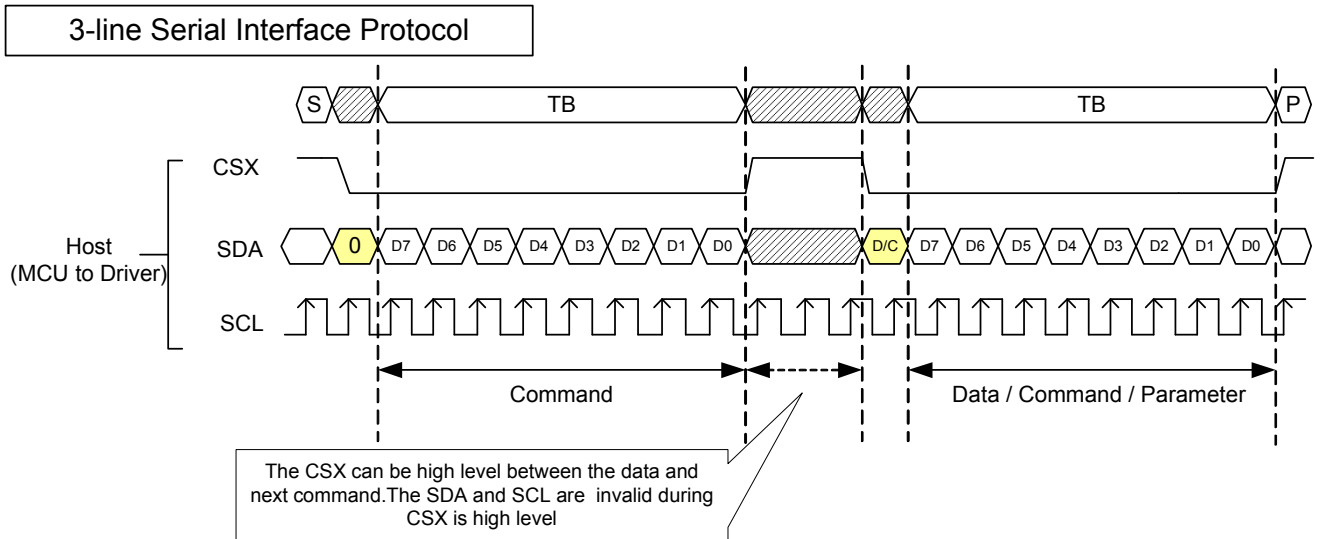 3-line Serial Interface Protocol
S TB TB P
CSX
Host
(MCU to Driver)
SDA 0 D7 D6 D5 D4 D3 D2 D1 D0 D/C D7 D6 D5 D4 D3 D2 D1 D0
SCL
Command Data / Command / Parameter
The CSX can be high level between the data and
next command.The SDA and SCL are invalid during
CSX is high level